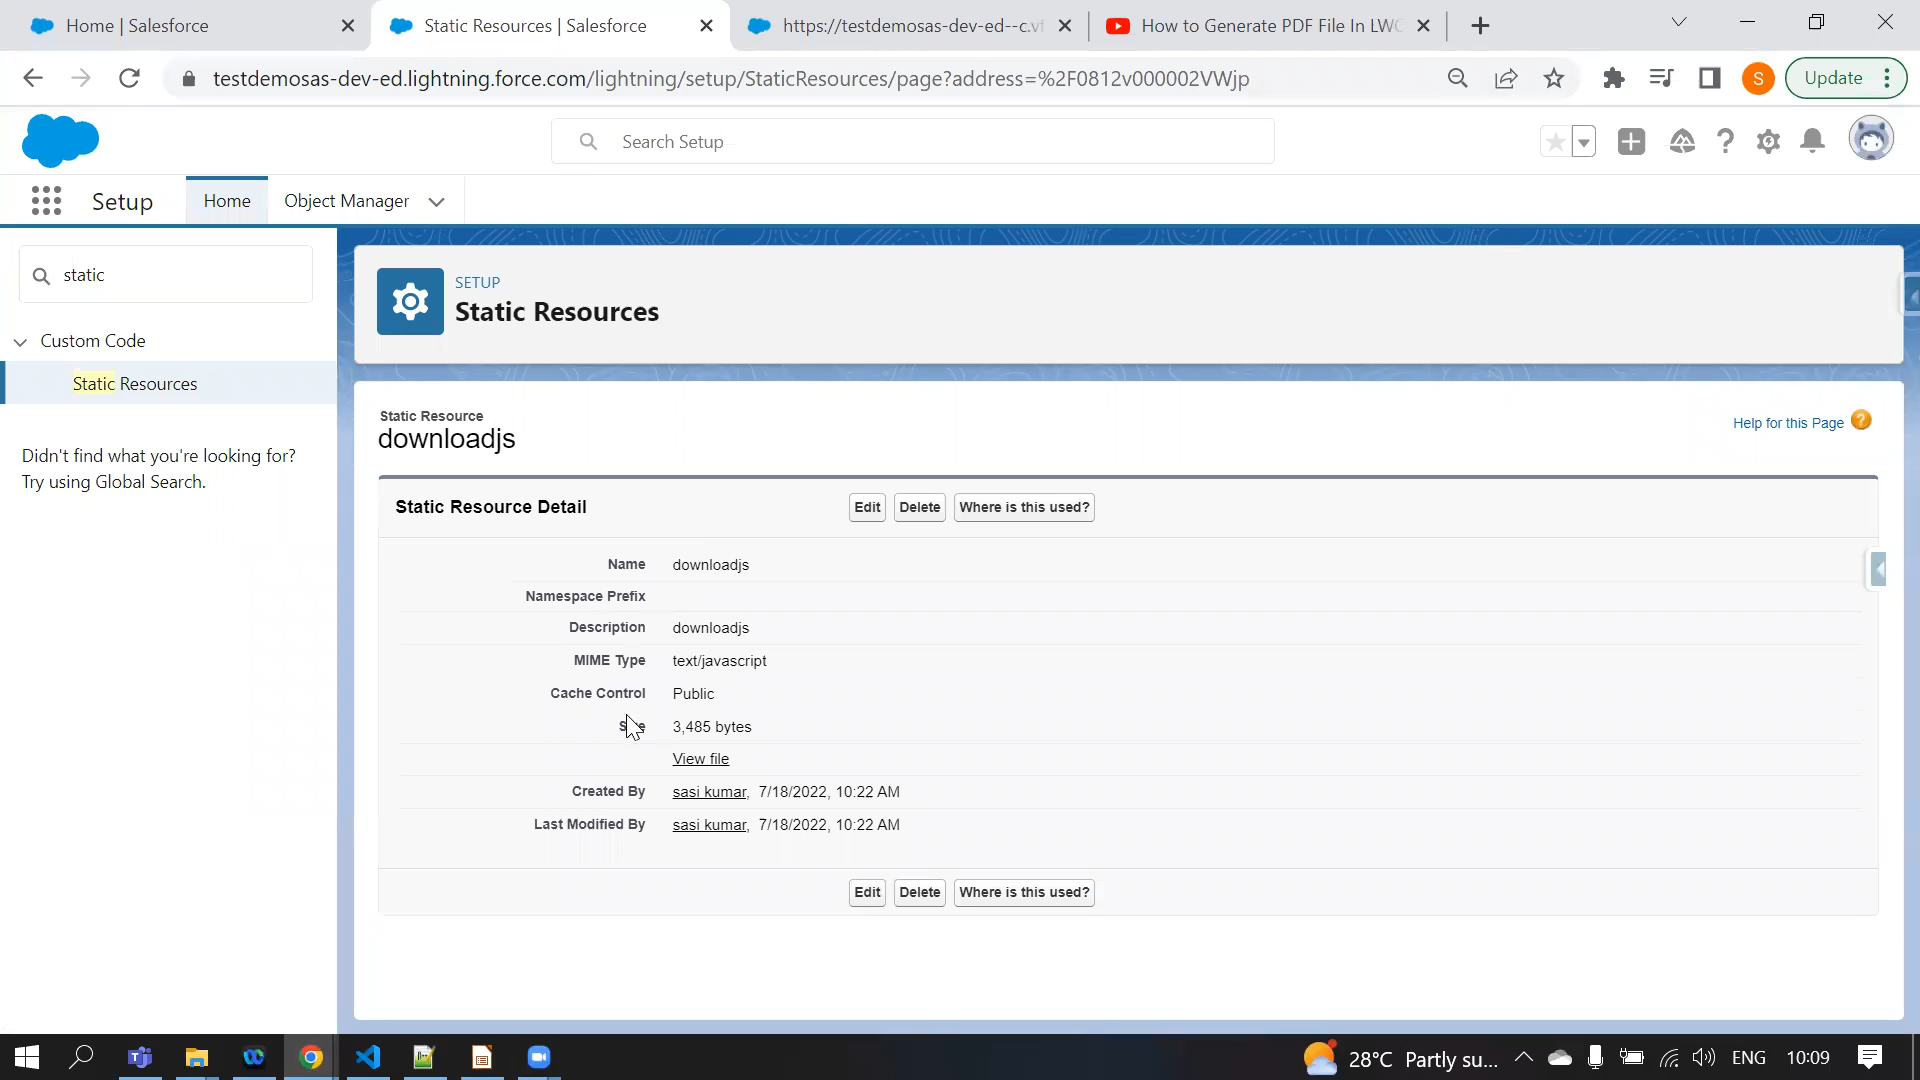 Home | Salesforce
Static Resources | Salesforce
https://testdemosas-dev-ed--c.vf
How to Generate PDF File In LWC
testdemosas-dev-ed.lightning.force.com/lightning/setup/StaticResources/page?address=%2F0812v000002VWjp
S
Update
Search Setup
Setup
Home
Object Manager
static
Custom Code
Static Resources
Didn't find what you're looking for?
Try using Global Search.
SETUP
Static Resources
Static Resource
downloadjs
Help for this Page
Static Resource Detail
Edit
Delete
Where is this used?
Name downloadjs
Namespace Prefix
Description downloadjs
MIME Type text/javascript
Cache Control Public
3,485 bytes
View file
Created By sasi kumar, 7/18/2022, 10:22 AM
Last Modified By sasi kumar, 7/18/2022, 10:22 AM
Edit
Delete
Where is this used?
28°C Partly su...
ENG
10:09